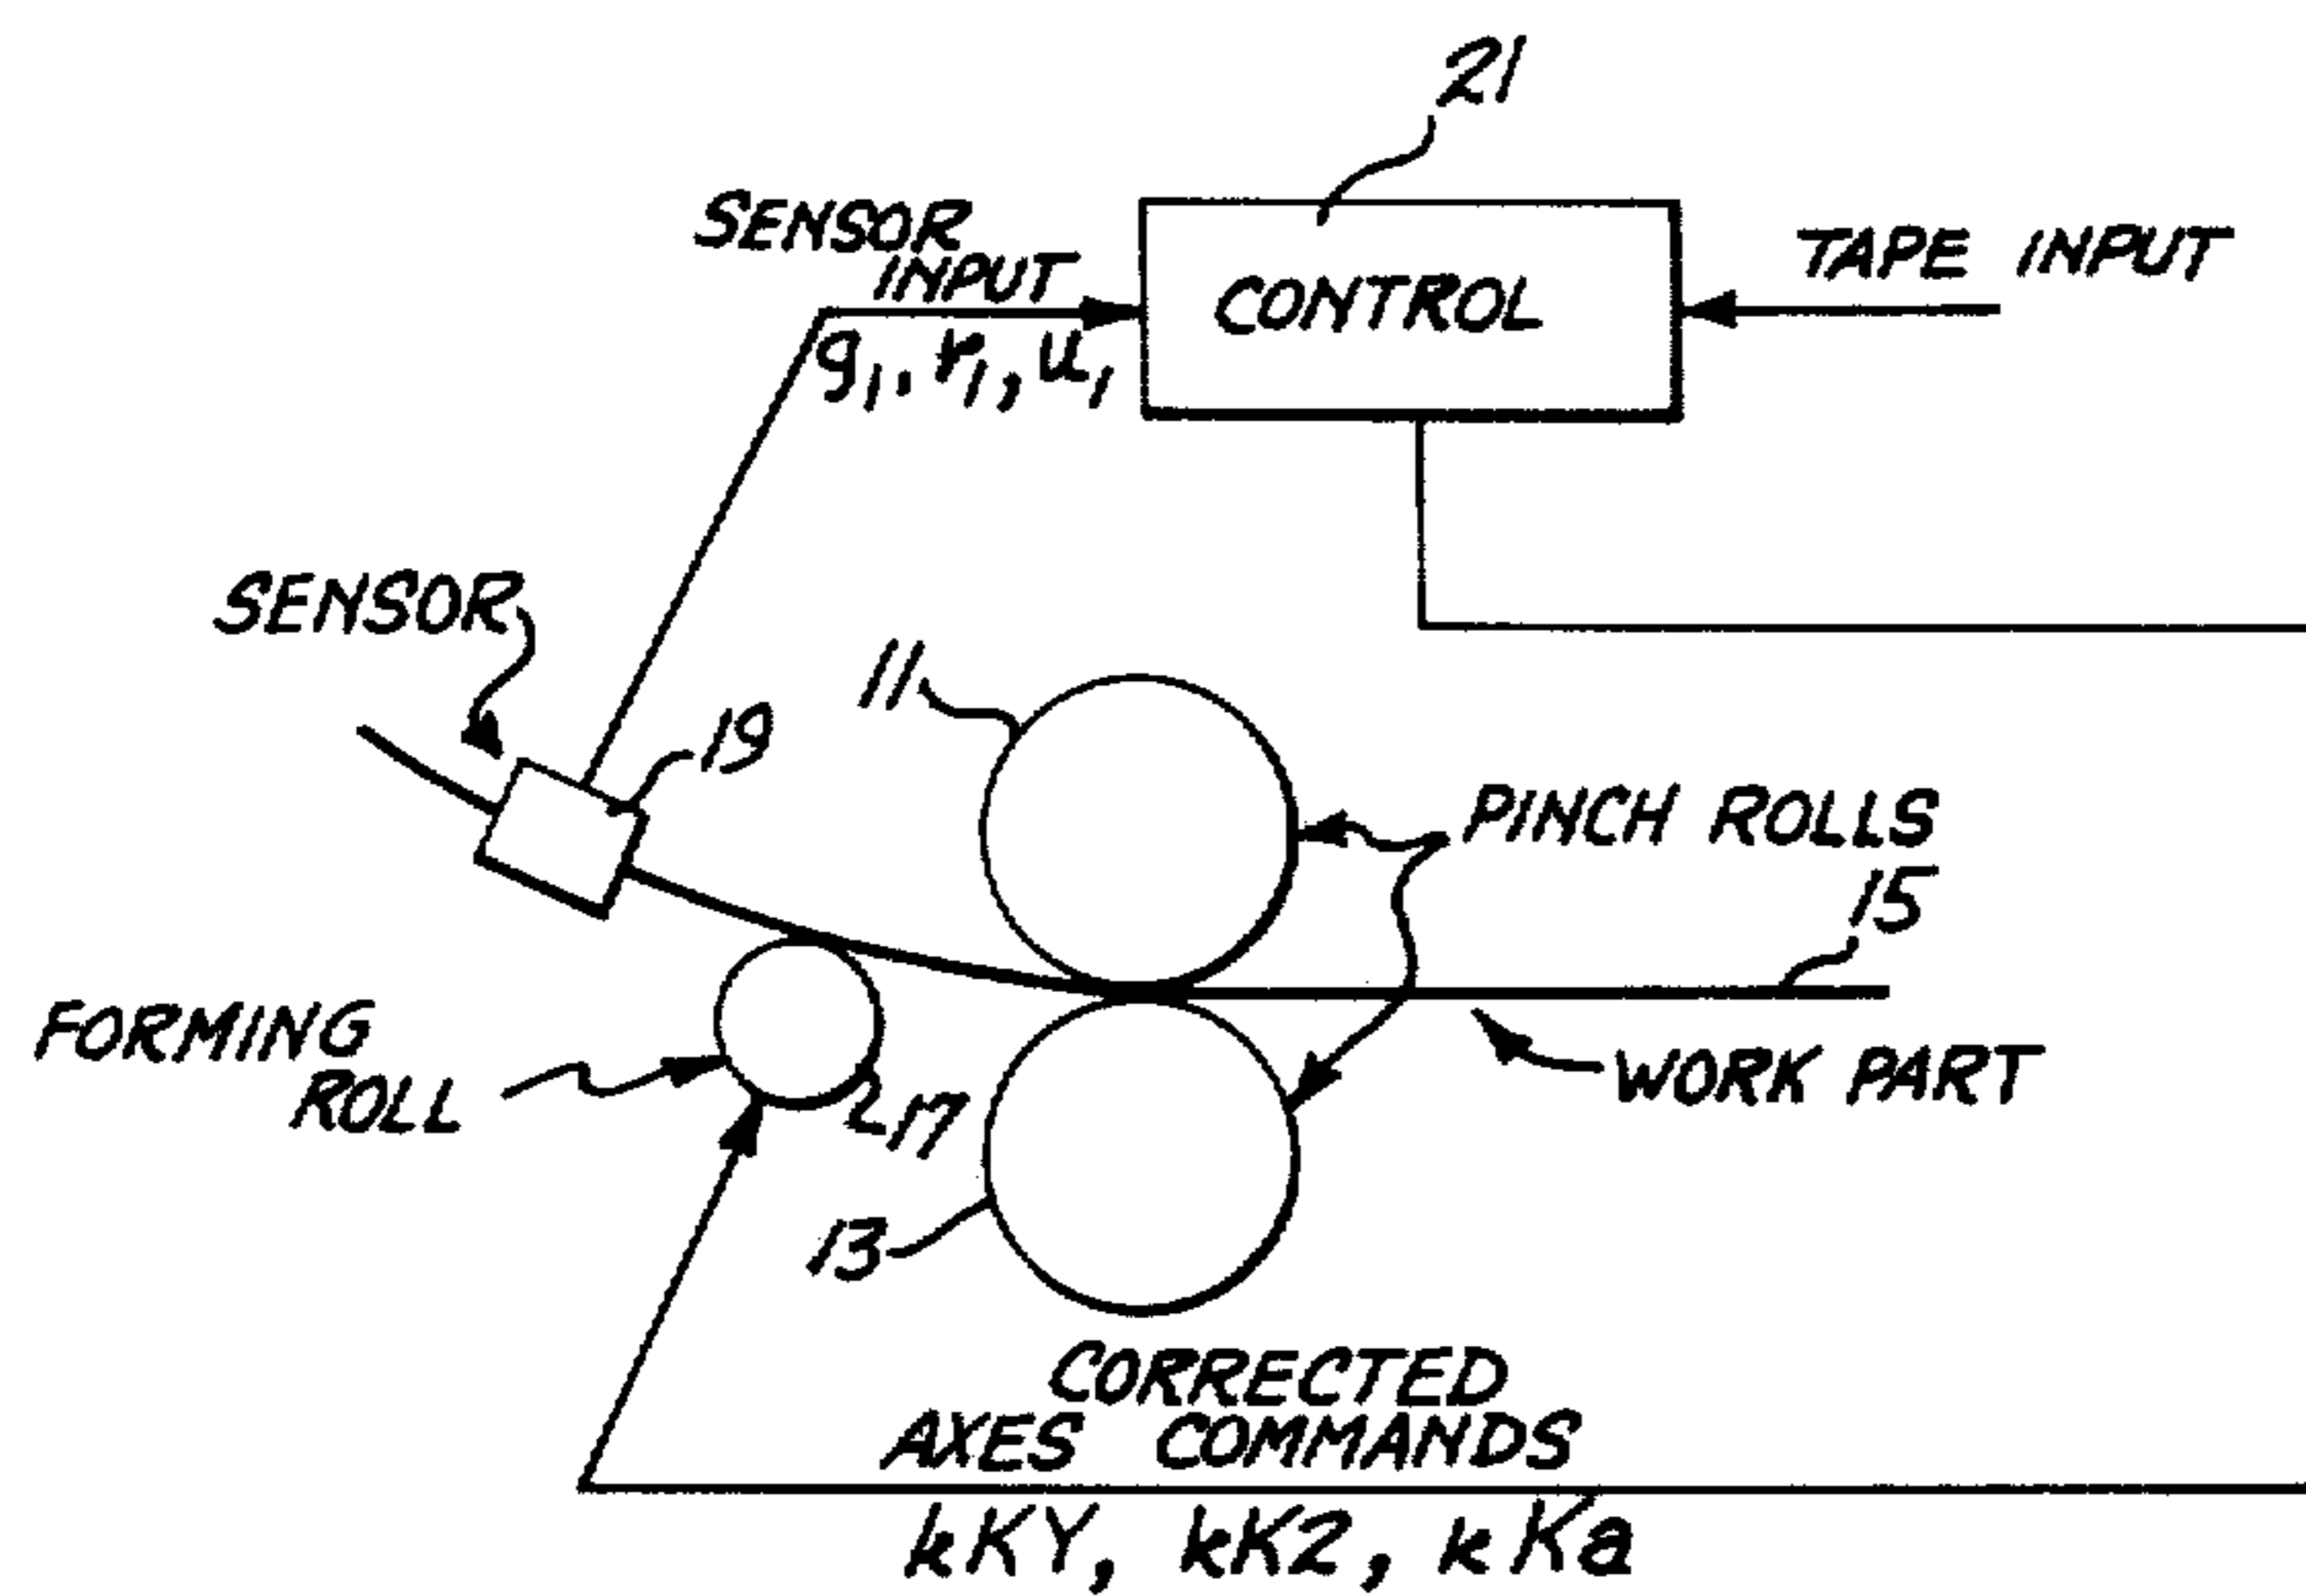 21
SENSOR
INPUT
CONTROL
TAPE INPUT
g1, r1, u1
SENSOR
11
19
PINCH ROLLS
15
FORMING
ROLL
WORK PART
17
13
CORRECTED
AXES COMMANDS
kKY, kK2, kKa